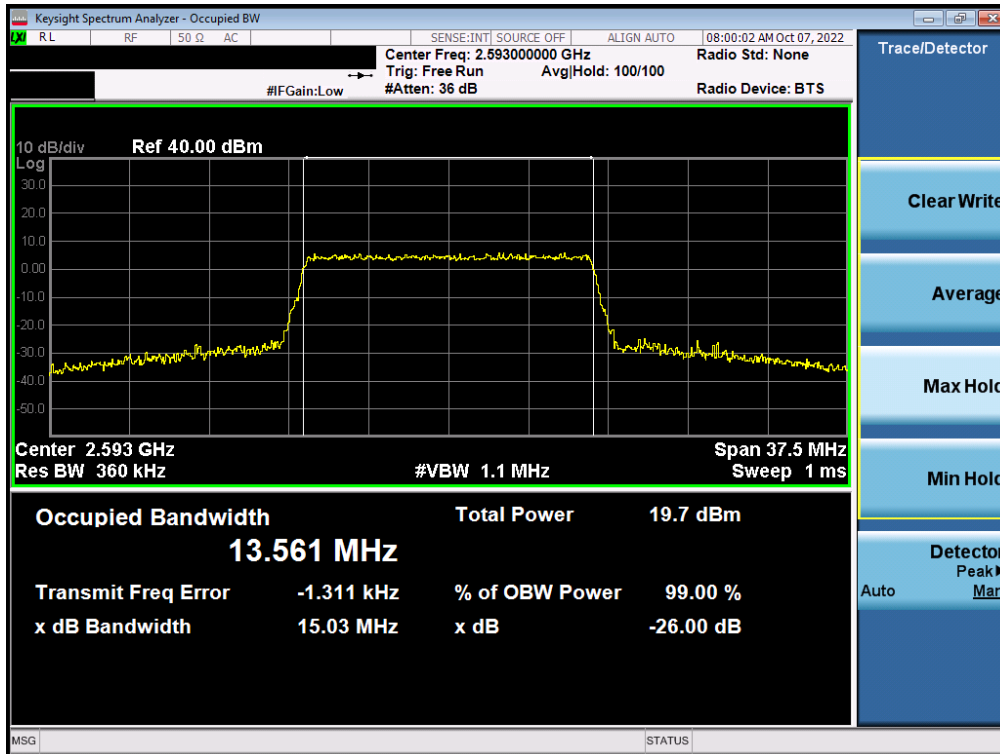 Keysight Spectrum Analyzer - Occupied BW
LXI RL RF 50 Ω AC SENSE:INT SOURCE OFF ALIGN AUTO 08:00:02 AM Oct 07, 2022
Center Freq: 2.593000000 GHz Radio Std: None
Trig: Free Run Avg|Hold: 100/100
#IFGain:Low #Atten: 36 dB Radio Device: BTS
Trace/Detector
10 dB/div Ref 40.00 dBm
Log
30.0
20.0
10.0
0.00
-10.0
-20.0
-30.0
-40.0
-50.0
Center 2.593 GHz Span 37.5 MHz
Res BW 360 kHz #VBW 1.1 MHz Sweep 1 ms
Occupied Bandwidth Total Power 19.7 dBm
13.561 MHz
Transmit Freq Error -1.311 kHz % of OBW Power 99.00 %
x dB Bandwidth 15.03 MHz x dB -26.00 dB
Clear Write
Average
Max Hold
Min Hold
Detector
Peak
Auto Man
MSG STATUS